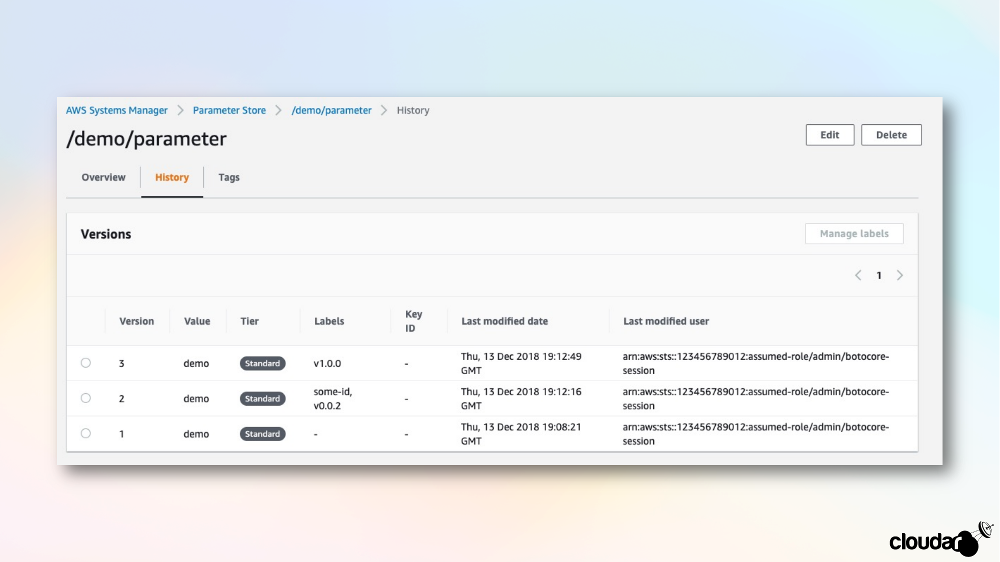 AWS Systems Manager > Parameter Store > /demo/parameter > History
/demo/parameter
Edit Delete
Overview History Tags
Versions
Manage labels
< 1 >
Version Value Tier Labels Key ID Last modified date Last modified user
3 demo Standard v1.0.0 - Thu, 13 Dec 2018 19:12:49 GMT arn:aws:sts::123456789012:assumed-role/admin/botocore-session
2 demo Standard some-id, v0.0.2 - Thu, 13 Dec 2018 19:12:16 GMT arn:aws:sts::123456789012:assumed-role/admin/botocore-session
1 demo Standard - - Thu, 13 Dec 2018 19:08:21 GMT arn:aws:sts::123456789012:assumed-role/admin/botocore-session
cloudar